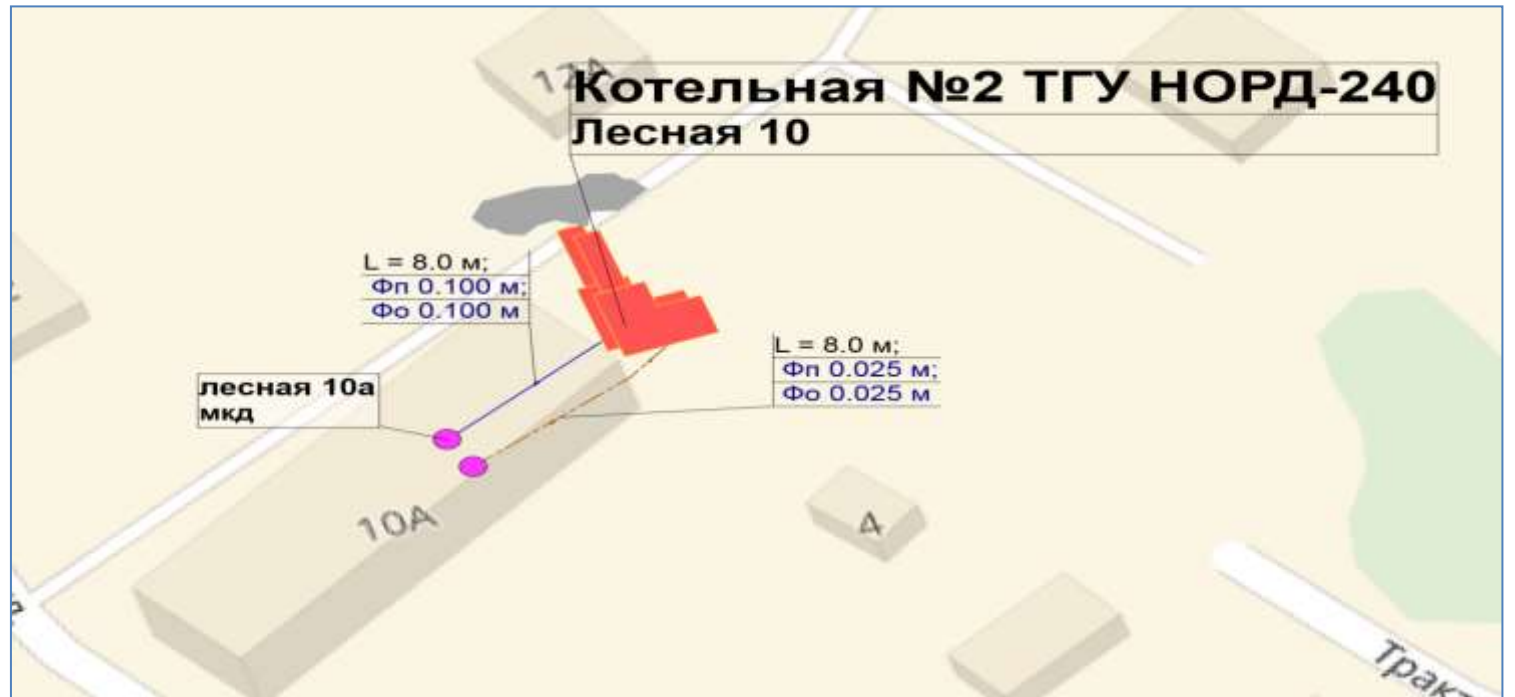 12А
Котельная №2 ТГУ НОРД-240
Лесная 10
L = 8.0 м;
Фп 0.100 м;
Фо 0.100 м
L = 8.0 м;
Фп 0.025 м;
Фо 0.025 м
лесная 10а
мкд
10А
4